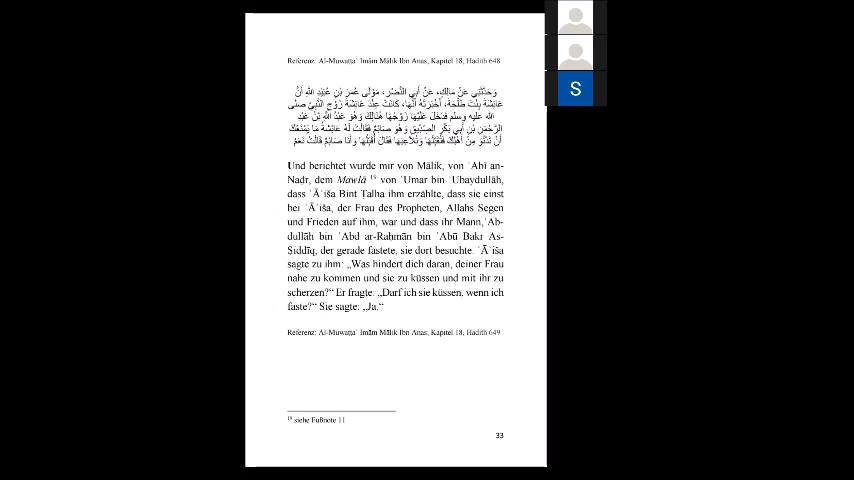 Referenz: Al-Muwaṭṭaʾ Imām Mālik Ibn Anas, Kapitel 18, Hadith 648
وَحَدَّثَنِي عَنْ مَالِكٍ، عَنْ أَبِي النَّضْرِ، مَوْلَى عُمَرَ بْنِ عُبَيْدِ اللَّهِ أَنَّ
عَائِشَةَ بِنْتَ طَلْحَةَ، أَخْبَرَتْهُ أَنَّهَا، كَانَتْ عِنْدَ عَائِشَةَ زَوْجِ النَّبِيِّ صلى
الله عليه وسلم فَدَخَلَ عَلَيْهَا زَوْجُهَا هُنَالِكَ وَهُوَ عَبْدُ اللَّهِ بْنُ عَبْدِ
الرَّحْمَنِ بْنِ أَبِي بَكْرٍ الصِّدِّيقِ وَهُوَ صَائِمٌ فَقَالَتْ لَهُ عَائِشَةُ مَا يَمْنَعُكَ
أَنْ تَدْنُوَ مِنْ أَهْلِكَ فَتُقَبِّلَهَا وَتُلاَعِبَهَا فَقَالَ أُقَبِّلُهَا وَأَنَا صَائِمٌ قَالَتْ نَعَمْ
Und berichtet wurde mir von Mālik, von ʾAbī an-
Naḍr, dem Mawlā 19 von ʿUmar bin ʿUbaydullāh,
dass ʿĀʾiša Bint Ṭalha ihm erzählte, dass sie einst
bei ʿĀʾiša, der Frau des Propheten, Allahs Segen
und Frieden auf ihm, war und dass ihr Mann,ʿAb-
dullāh bin ʿAbd ar-Raḥmān bin ʾAbū Bakr As-
Ṣiddīq, der gerade fastete, sie dort besuchte. ʿĀʾiša
sagte zu ihm: „Was hindert dich daran, deiner Frau
nahe zu kommen und sie zu küssen und mit ihr zu
scherzen?“ Er fragte: „Darf ich sie küssen, wenn ich
faste?“ Sie sagte: „Ja.“
Referenz: Al-Muwaṭṭaʾ Imām Mālik Ibn Anas; Kapitel 18, Hadith 649
19 siehe Fußnote 11
33
S